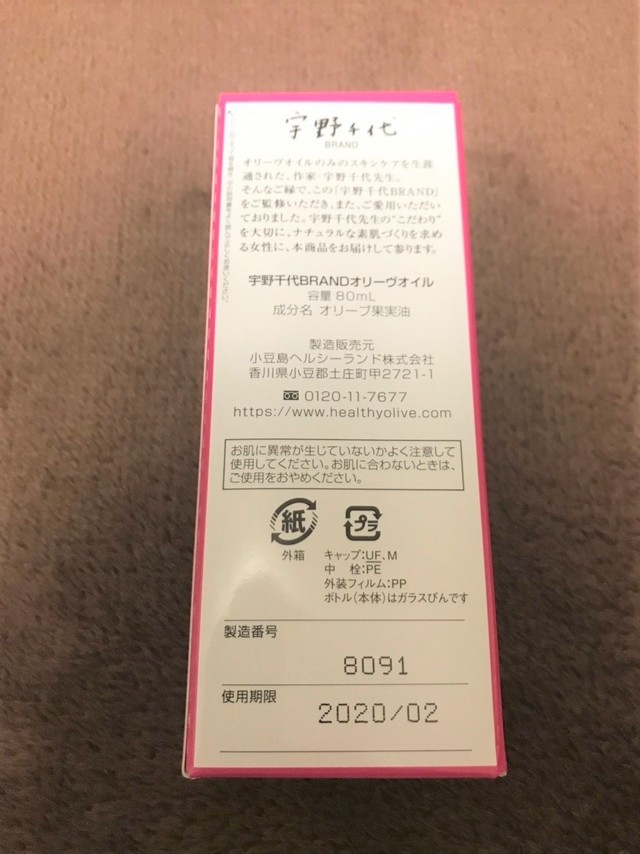 宇野千代
BRAND
オリーヴオイルのみのスキンケアを生涯
通された、作家・宇野千代先生。
そんなご縁で、この「宇野千代BRAND」
をご監修いただき、また、ご愛用いただい
ておりました。宇野千代先生の"こだわり"
を大切に、ナチュラルな素肌づくりを求め
る女性に、本商品をお届けして参ります。
宇野千代BRANDオリーヴオイル
容量 80mL
成分名 オリーブ果実油
製造販売元
小豆島ヘルシーランド株式会社
香川県小豆郡土庄町甲2721-1
0120-11-7677
https://www.healthyolive.com
お肌に異常が生じていないかよく注意して
使用してください。お肌に合わないときは、
ご使用をおやめください。
紙 プラ
外箱 キャップ:UF、M
中 栓:PE
外装フィルム:PP
ボトル(本体)はガラスびんです
製造番号
8091
使用期限
2020/02